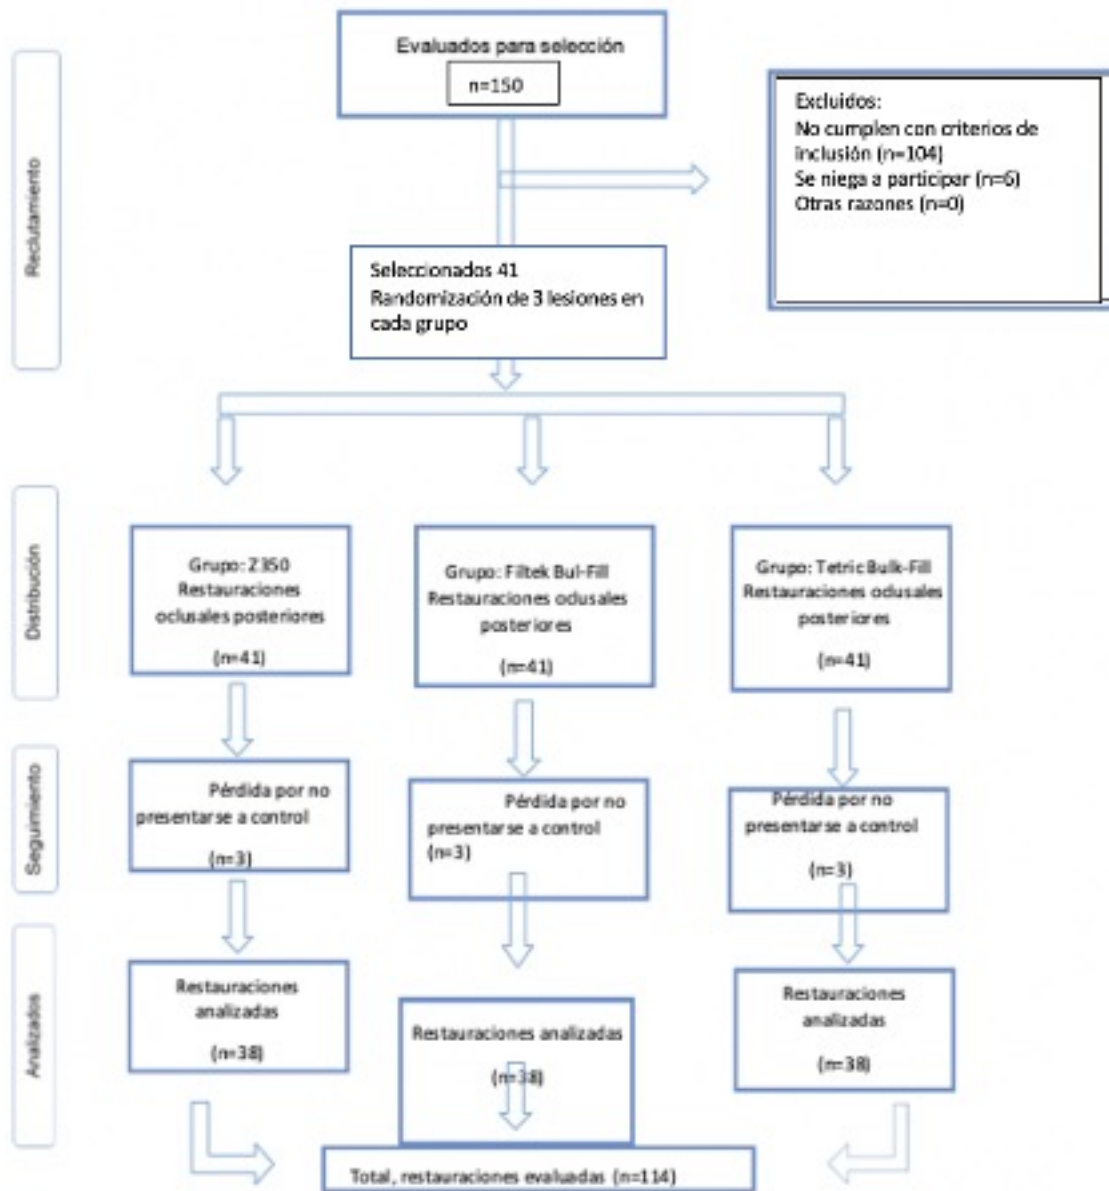 Evaluados para selección
n=150
Excluidos:
No cumplen con criterios de
inclusión (n=104)
Se niega a participar (n=6)
Otras razones (n=0)
Reclutamiento
Seleccionados 41
Randomización de 3 lesiones en
cada grupo
Distribución
Grupo: Z350
Restauraciones
oclusales posteriores
(n=41)
Grupo: Filtek Bul-Fill
Restauraciones oclusales
posteriores
(n=41)
Grupo: Tetric Bulk-Fill
Restauraciones oclusales
posteriores
(n=41)
Seguimiento
Pérdida por no
presentarse a control
(n=3)
Pérdida por no
presentarse a control
(n=3)
Pérdida por no
presentarse a control
(n=3)
Analizados
Restauraciones
analizadas
(n=38)
Restauraciones analizadas
(n=38)
Restauraciones
analizadas
(n=38)
Total, restauraciones evaluadas (n=114)